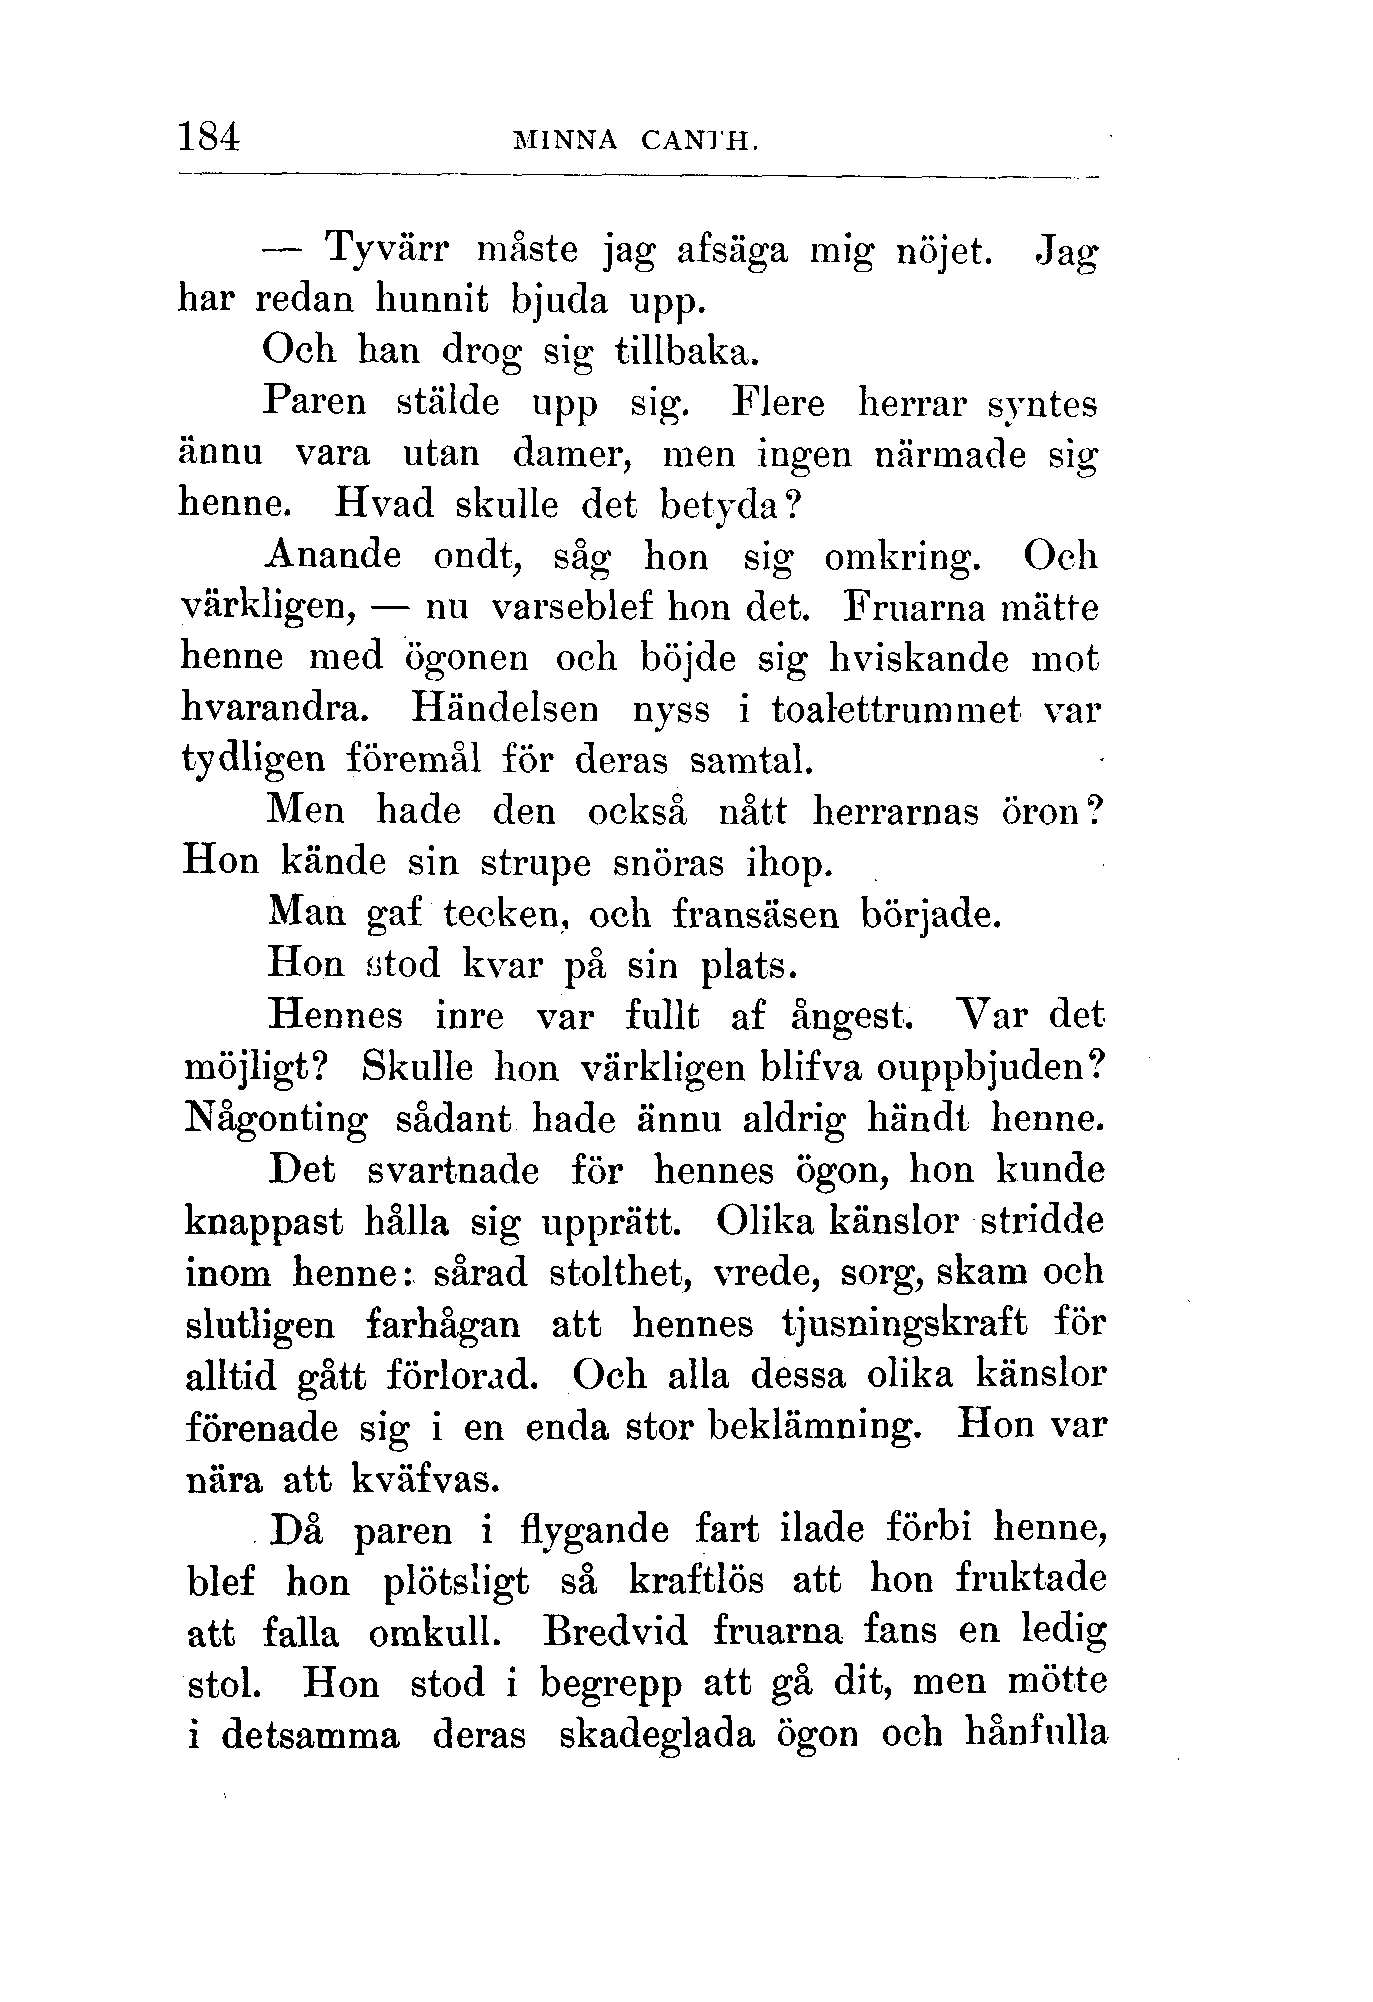 184 MINNA CANTH.
— Tyvärr måste jag afsäga mig nöjet. Jag
har redan hunnit bjuda upp.
Och han drog sig tillbaka.
Paren stälde upp sig. Flere herrar syntes
ännu vara utan damer, men ingen närmade sig
henne. Hvad skulle det betyda?
Anande ondt, såg hon sig omkring. Och
värkligen, — nu varseblef hon det. Fruarna mätte
henne med ögonen och böjde sig hviskande mot
hvarandra. Händelsen nyss i toalettrummet var
tydligen föremål för deras samtal.
Men hade den också nått herrarnas öron?
Hon kände sin strupe snöras ihop.
Man gaf tecken, och fransäsen började.
Hon stod kvar på sin plats.
Hennes inre var fullt af ångest. Var det
möjligt? Skulle hon värkligen blifva ouppbjuden?
Någonting sådant hade ännu aldrig händt henne.
Det svartnade för hennes ögon, hon kunde
knappast hålla sig upprätt. Olika känslor stridde
inom henne: sårad stolthet, vrede, sorg, skam och
slutligen farhågan att hennes tjusningskraft för
alltid gått förlorad. Och alla dessa olika känslor
förenade sig i en enda stor beklämning. Hon var
nära att kväfvas.
Då paren i flygande fart ilade förbi henne,
blef hon plötsligt så kraftlös att hon fruktade
att falla omkull. Bredvid fruarna fans en ledig
stol. Hon stod i begrepp att gå dit, men mötte
i detsamma deras skadeglada ögon och hånfulla